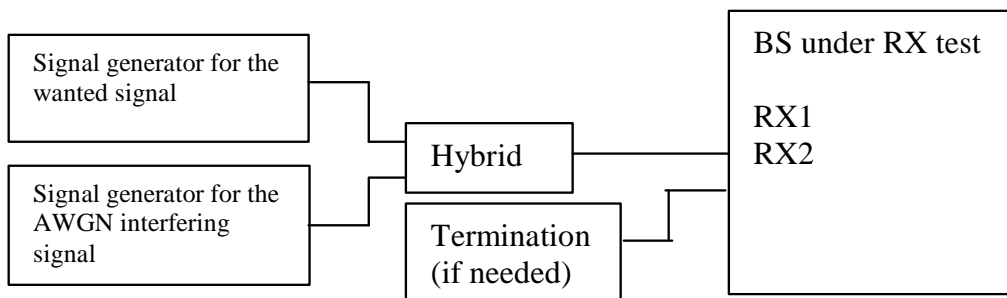 Signal generator for the
wanted signal
Signal generator for the
AWGN interfering
signal
Hybrid
Termination
(if needed)
BS under RX test
RX1
RX2